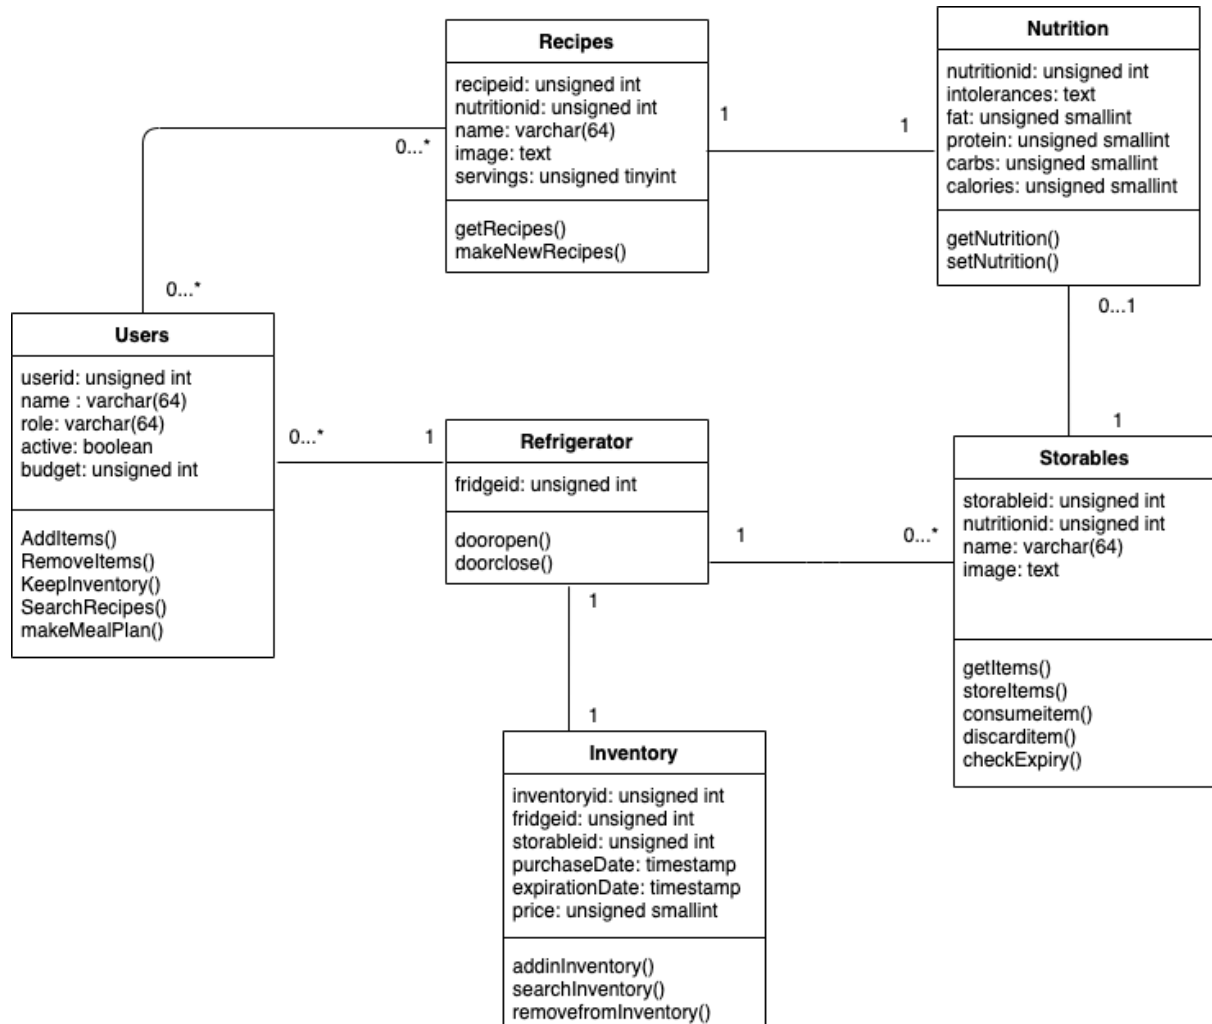 Recipes
recipeid: unsigned int
nutritionid: unsigned int
name: varchar(64)
image: text
servings: unsigned tinyint
getRecipes()
makeNewRecipes()
1
1
0...*
Nutrition
nutritionid: unsigned int
intolerances: text
fat: unsigned smallint
protein: unsigned smallint
carbs: unsigned smallint
calories: unsigned smallint
getNutrition()
setNutrition()
0...1
0...*
Users
userid: unsigned int
name : varchar(64)
role: varchar(64)
active: boolean
budget: unsigned int
AddItems()
RemoveItems()
KeepInventory()
SearchRecipes()
makeMealPlan()
0...*
1
Refrigerator
fridgeid: unsigned int
dooropen()
doorclose()
1
0...*
1
1
Storables
storableid: unsigned int
nutritionid: unsigned int
name: varchar(64)
image: text
getItems()
storeItems()
consumeitem()
discarditem()
checkExpiry()
1
Inventory
inventoryid: unsigned int
fridgeid: unsigned int
storableid: unsigned int
purchaseDate: timestamp
expirationDate: timestamp
price: unsigned smallint
addinInventory()
searchInventory()
removefromInventory()